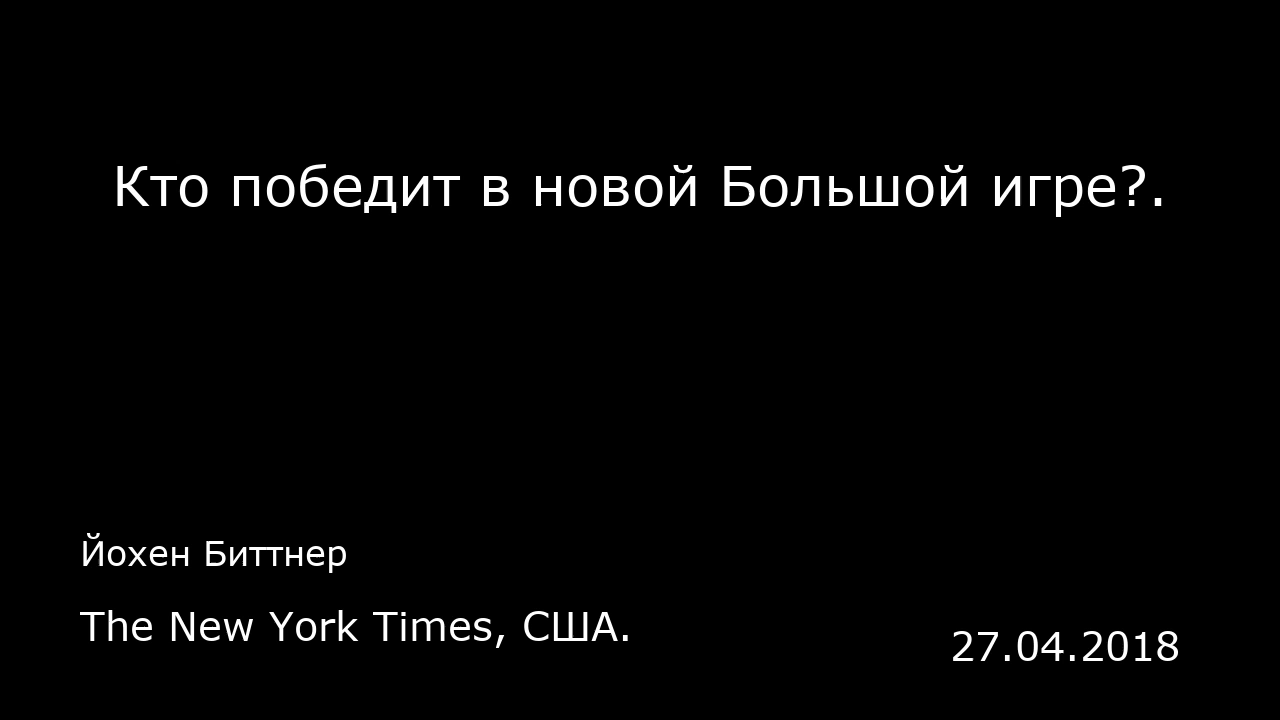 Кто победит в новой Большой игре?.
Йохен Биттнер
The New York Times, США.
27.04.2018